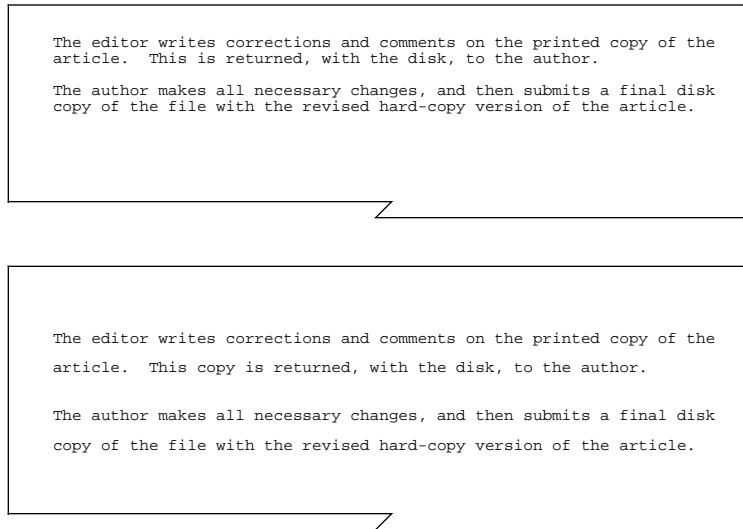 The editor writes corrections and comments on the printed copy of the
article.  This is returned, with the disk, to the author.
The author makes all necessary changes, and then submits a final disk
copy of the file with the revised hard-copy version of the article.
The editor writes corrections and comments on the printed copy of the
article.  This copy is returned, with the disk, to the author.
The author makes all necessary changes, and then submits a final disk
copy of the file with the revised hard-copy version of the article.